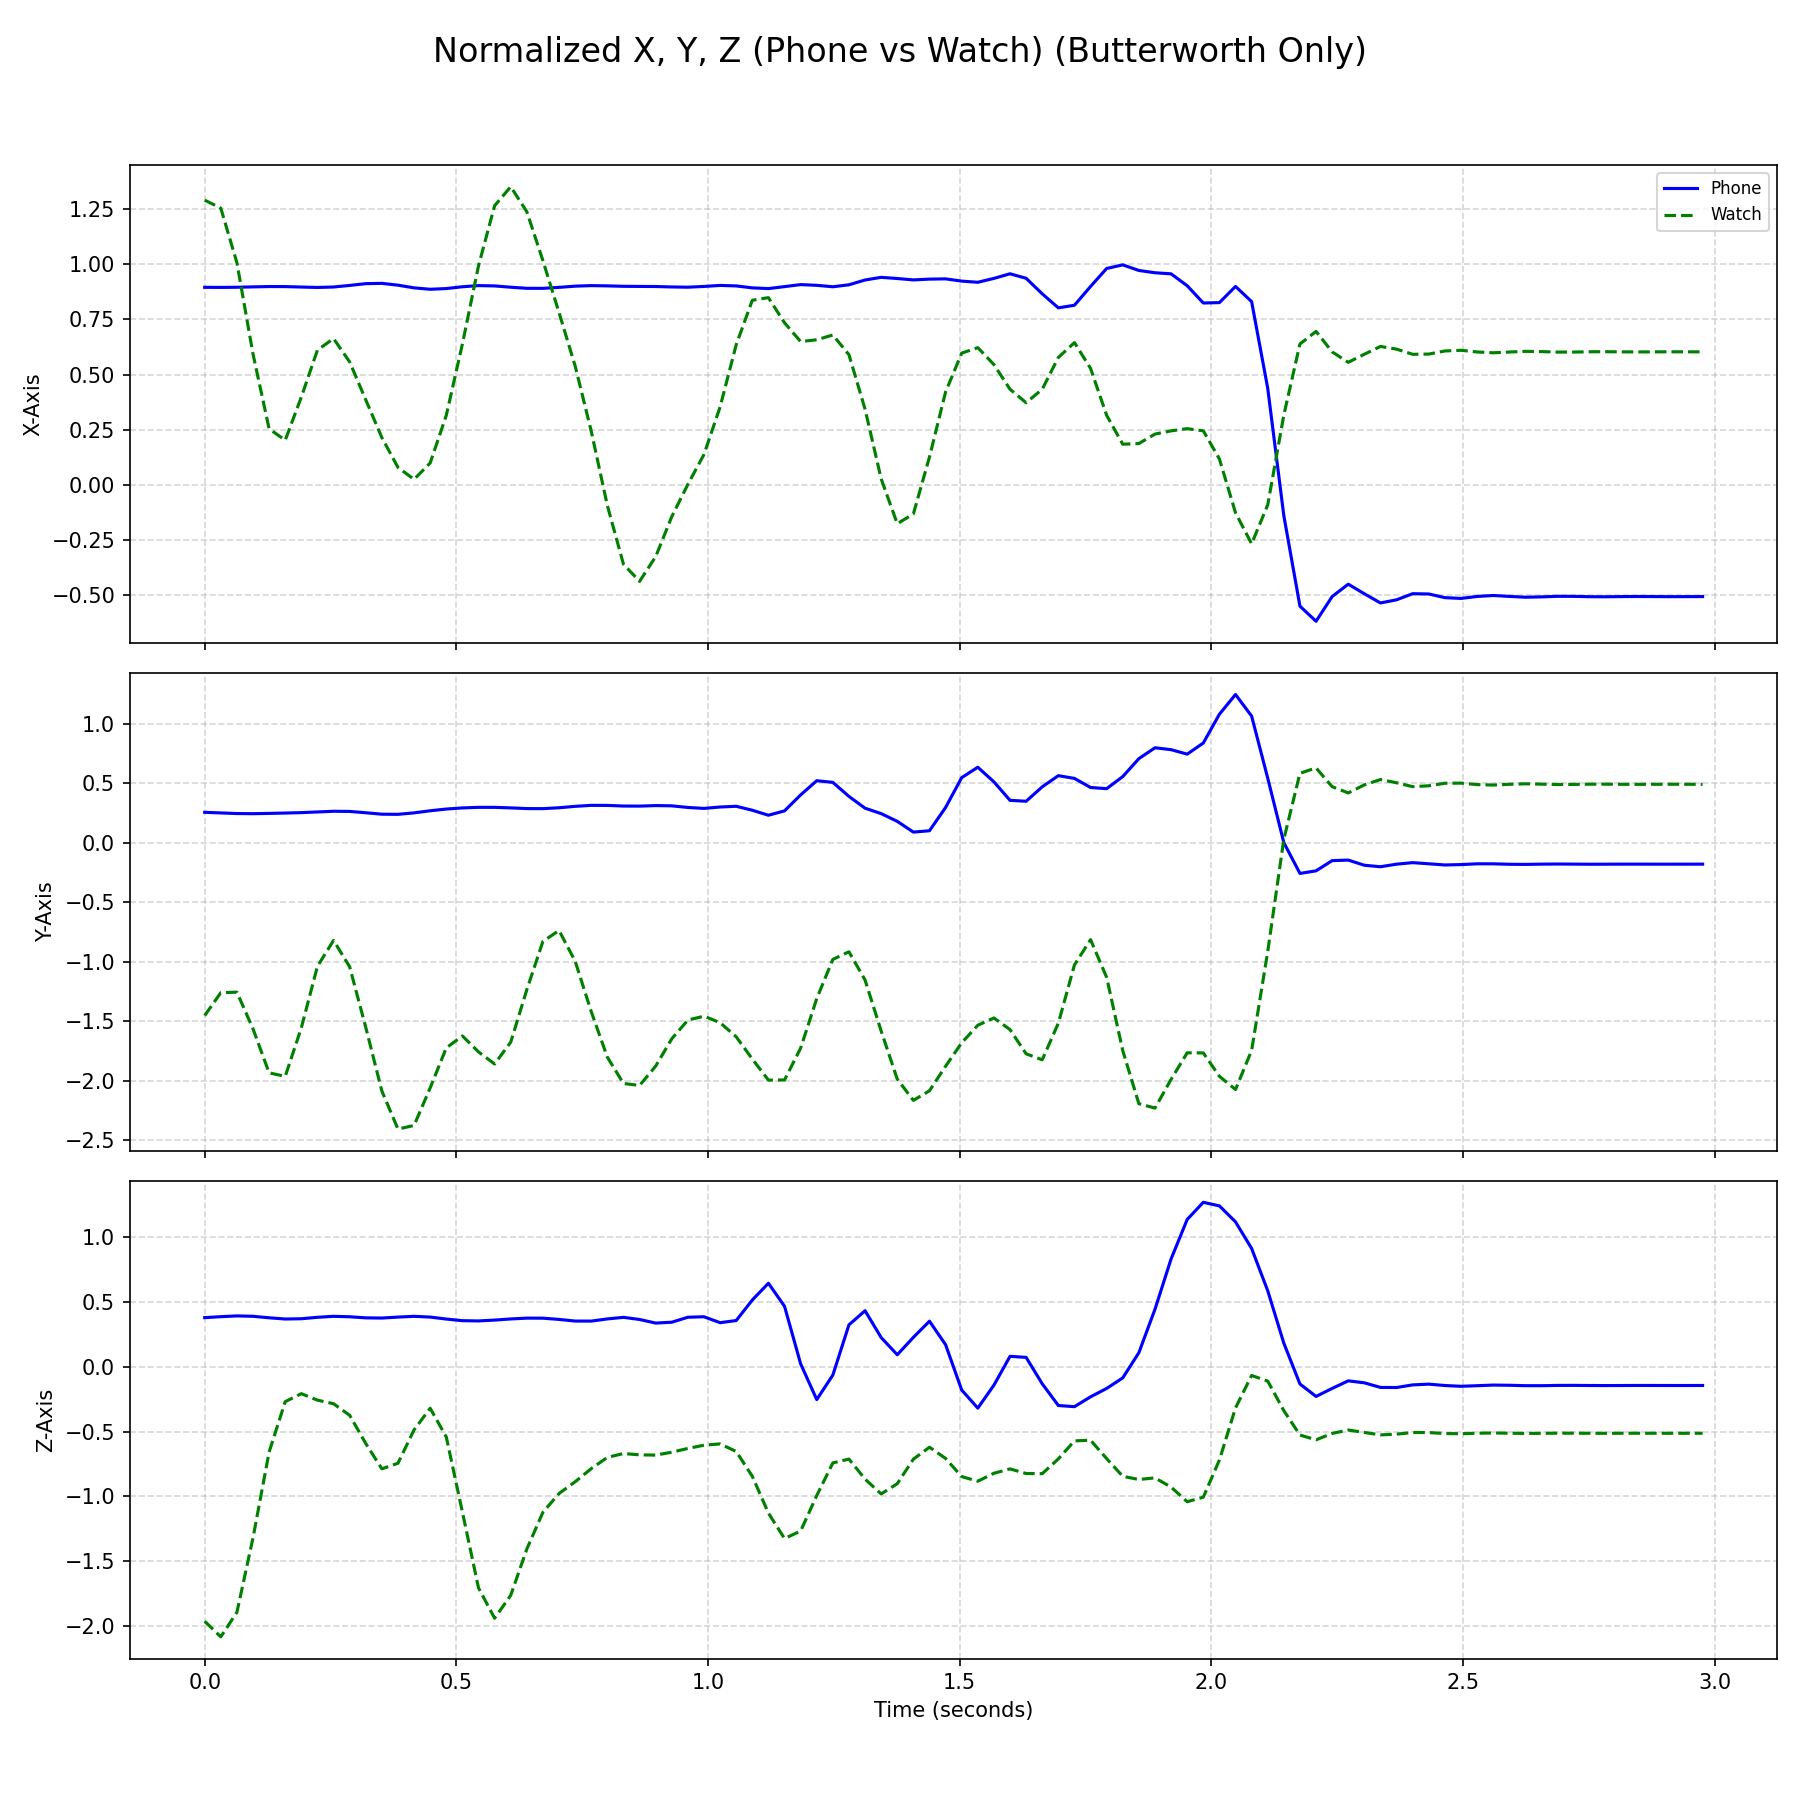 Normalized X, Y, Z (Phone vs Watch) (Butterworth Only)
Phone
Watch
X-Axis
1.25
1.00
0.75
0.50
0.25
0.00
−0.25
−0.50
Y-Axis
1.0
0.5
0.0
−0.5
−1.0
−1.5
−2.0
−2.5
Z-Axis
1.0
0.5
0.0
−0.5
−1.0
−1.5
−2.0
0.0 0.5 1.0 1.5 2.0 2.5 3.0
Time (seconds)